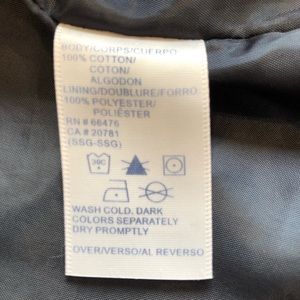 BODY/CORPS/CUERPO
100% COTTON/
COTON/
ALGODON
LINING/DOUBLURE/FORRO
100% POLYESTER/
POLIÉSTER
RN # 66476
CA # 20781
(SSG-SSG)
30C
WASH COLD. DARK
COLORS SEPARATELY
DRY PROMPTLY
OVER/VERSO/AL REVERSO